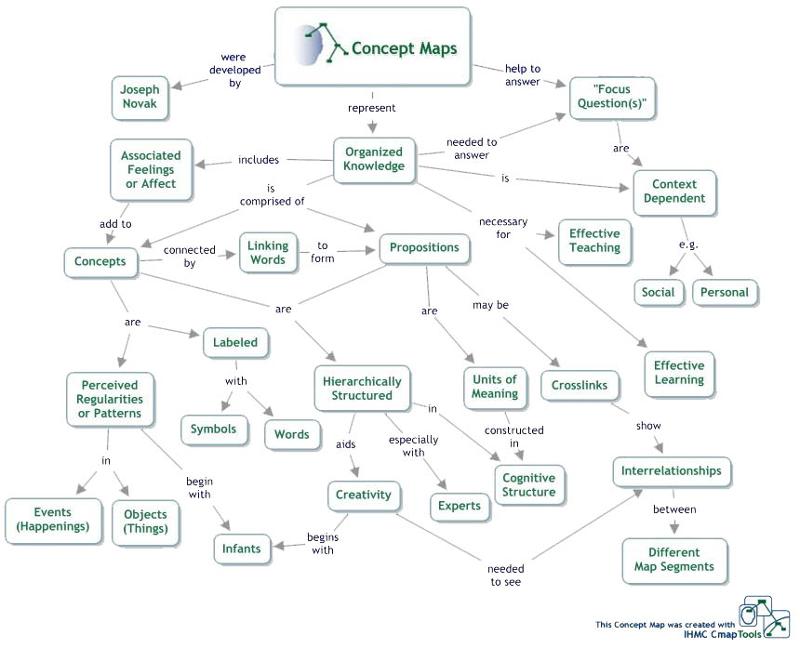 Concept Maps
were
developed
by
help to
answer
Joseph
Novak
"Focus
Question(s)"
represent
Associated
Feelings
or Affect
includes
Organized
Knowledge
needed to
answer
are
is
Context
Dependent
is
comprised of
add to
necessary
for
Effective
Teaching
e.g.
Concepts
connected
by
Linking
Words
to
form
Propositions
Social
Personal
are
Labeled
are
are
may be
Perceived
Regularities
or Patterns
with
Symbols
Words
Hierarchically
Structured
Units of
Meaning
Crosslinks
Effective
Learning
in
aids
especially
with
constructed
in
show
in
begin
with
Creativity
Experts
Cognitive
Structure
Interrelationships
Events
(Happenings)
Objects
(Things)
Infants
begins
with
between
needed
to see
Different
Map Segments
This Concept Map was created with
IHMC CmapTools